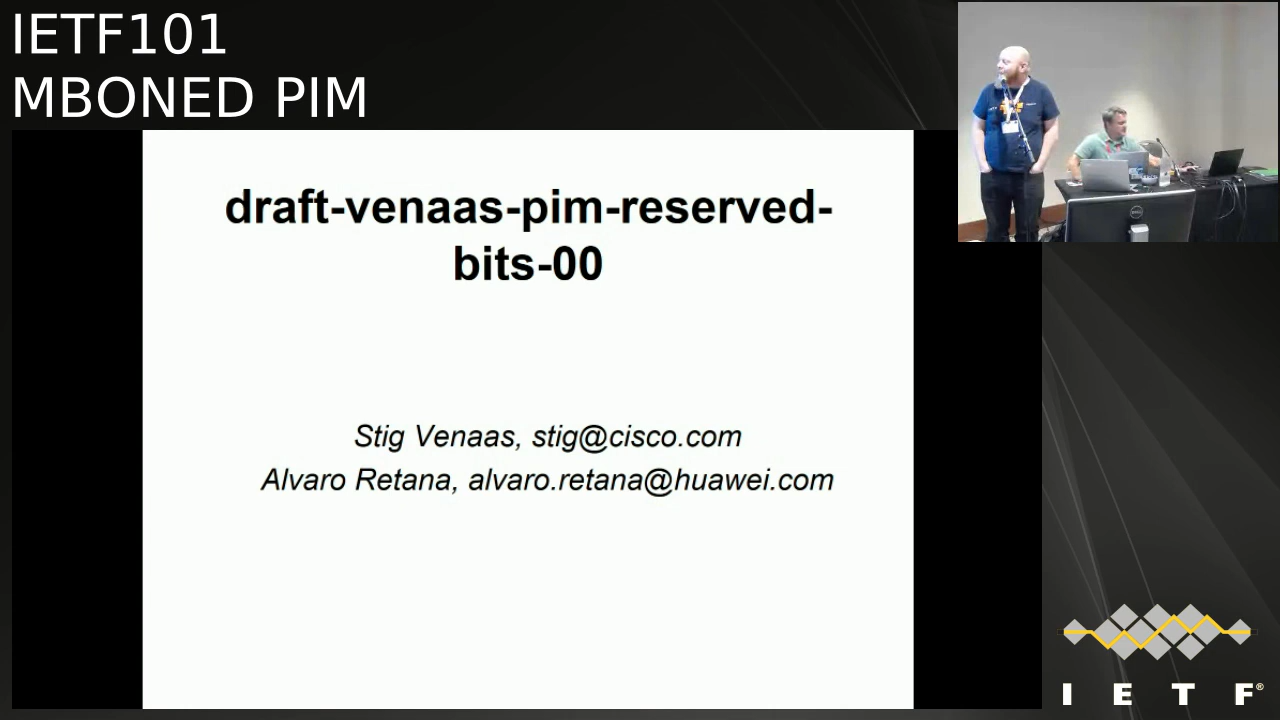 IETF101
MBONED PIM
draft-venaas-pim-reserved-
bits-00
Stig Venaas, stig@cisco.com
Alvaro Retana, alvaro.retana@huawei.com
I E T F®